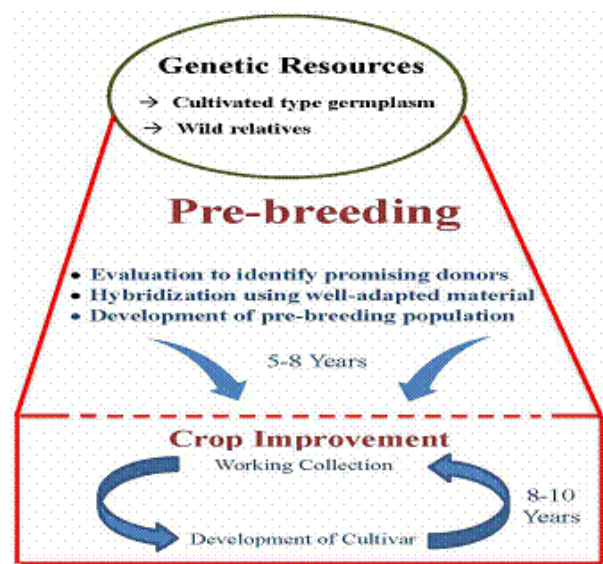 Genetic Resources
→ Cultivated type germplasm
→ Wild relatives
Pre-breeding
• Evaluation to identify promising donors
• Hybridization using well-adapted material
• Development of pre-breeding population
5-8 Years
Crop Improvement
Working Collection
8-10
Years
Development of Cultivar